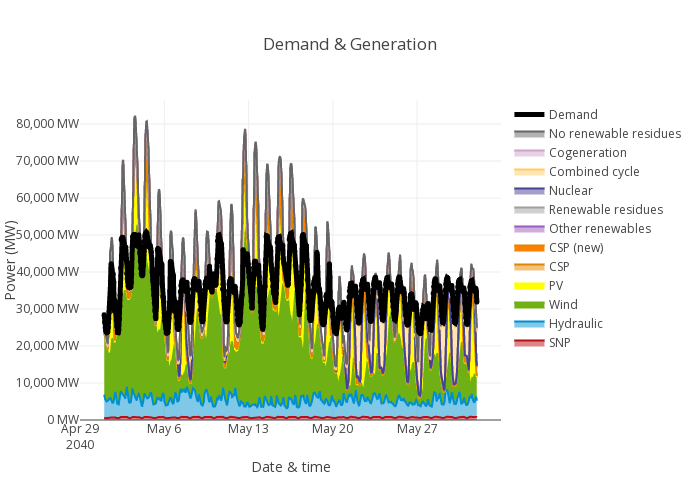 Demand & Generation
80,000 MW
70,000 MW
60,000 MW
50,000 MW
40,000 MW
30,000 MW
20,000 MW
10,000 MW
0 MW
Power (MW)
Apr 29
2040
May 6
May 13
May 20
May 27
Date & time
Demand
No renewable residues
Cogeneration
Combined cycle
Nuclear
Renewable residues
Other renewables
CSP (new)
CSP
PV
Wind
Hydraulic
SNP